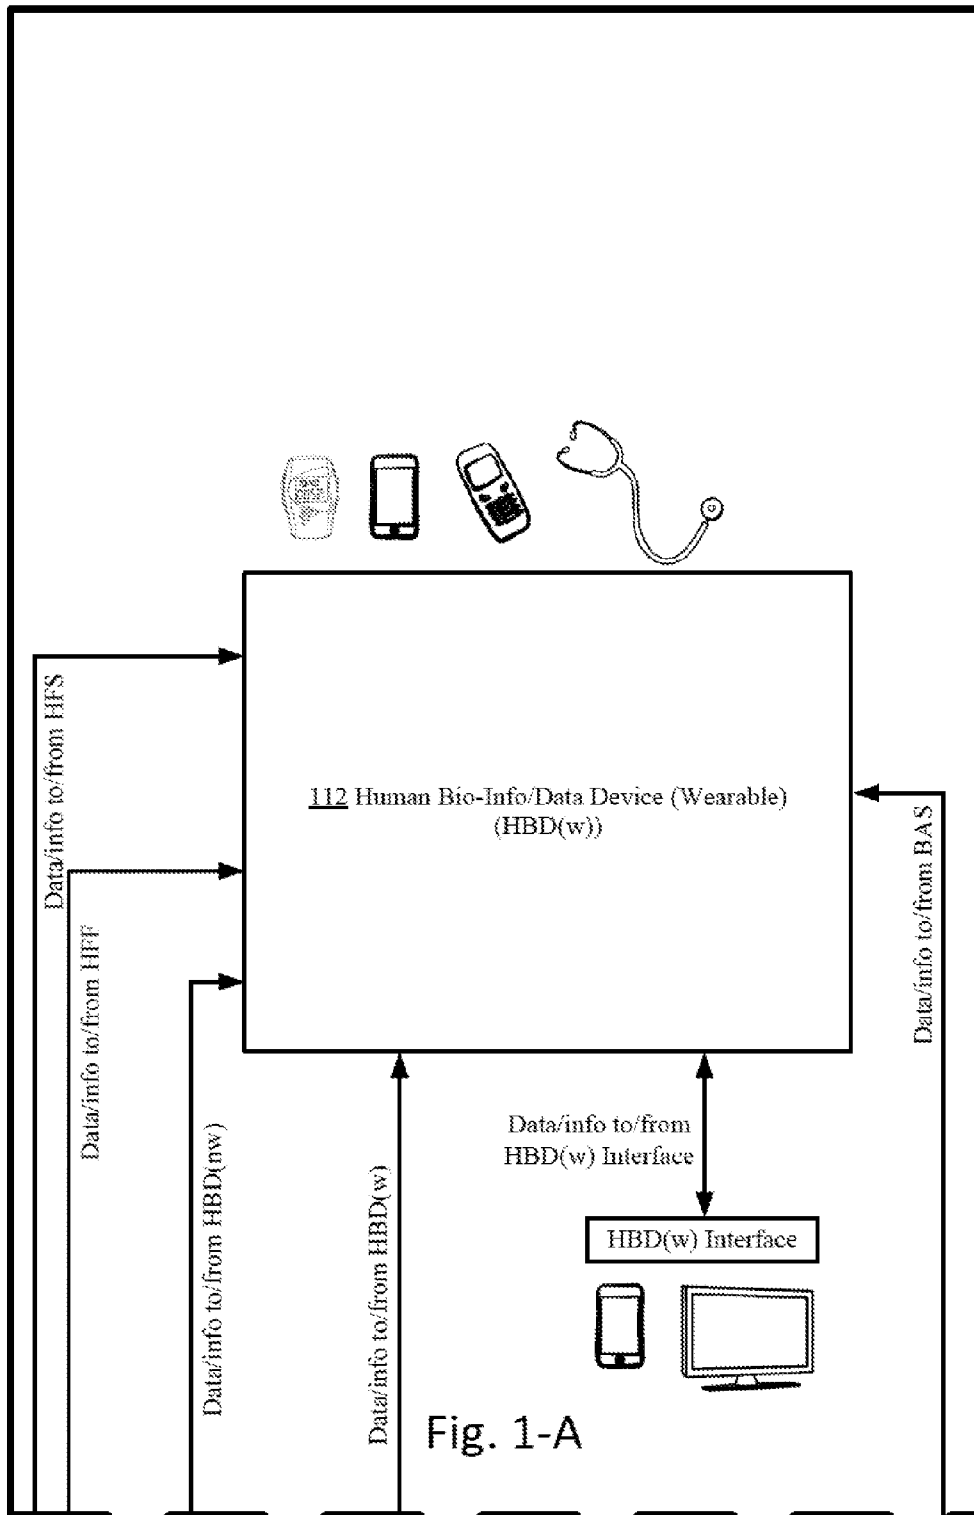 112 Human Bio-Info/Data Device (Wearable)
(HBD(w))
Data/info to/from HFS
Data/info to/from HFF
Data/info to/from HBD(nw)
Data/info to/from HBD(w)
Data/info to/from
HBD(w) Interface
HBD(w) Interface
Data/info to/from BAS
Fig. 1-A